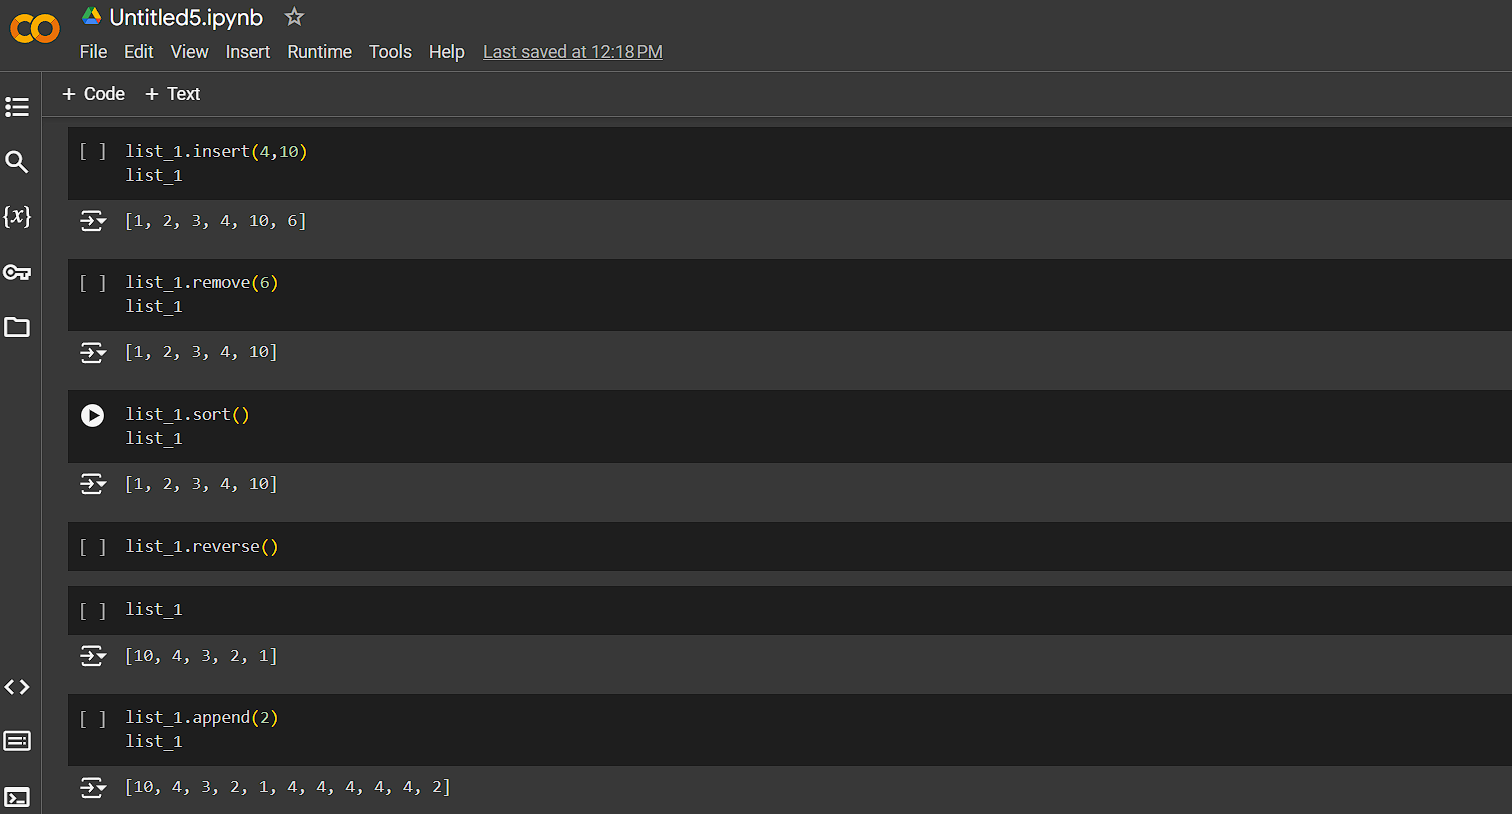 Untitled5.ipynb
File Edit View Insert Runtime Tools Help Last saved at 12:18 PM
+ Code + Text
[ ] list_1.insert(4,10)
list_1
[1, 2, 3, 4, 10, 6]
[ ] list_1.remove(6)
list_1
[1, 2, 3, 4, 10]
list_1.sort()
list_1
[1, 2, 3, 4, 10]
[ ] list_1.reverse()
[ ] list_1
[10, 4, 3, 2, 1]
[ ] list_1.append(2)
list_1
[10, 4, 3, 2, 1, 4, 4, 4, 4, 4, 2]
{x}